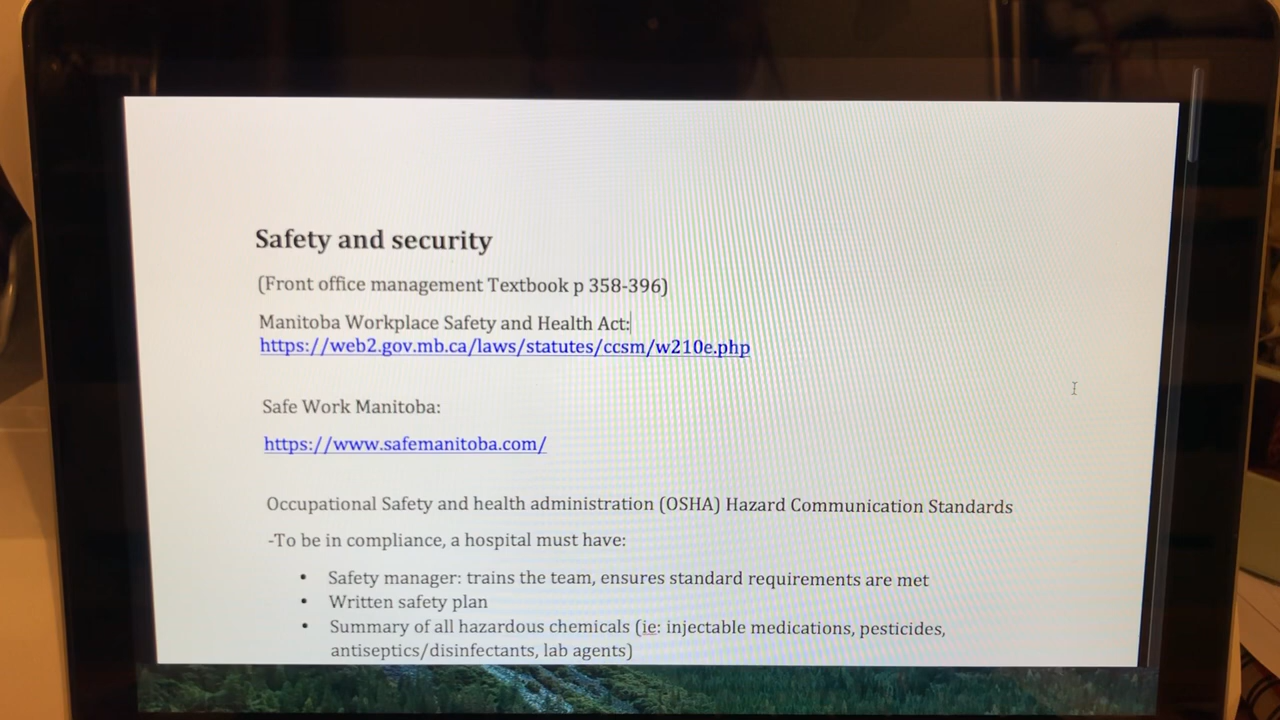 Safety and security
(Front office management Textbook p 358-396)
Manitoba Workplace Safety and Health Act:
https://web2.gov.mb.ca/laws/statutes/ccsm/w210e.php
Safe Work Manitoba:
https://www.safemanitoba.com/
Occupational Safety and health administration (OSHA) Hazard Communication Standards
-To be in compliance, a hospital must have:
• Safety manager: trains the team, ensures standard requirements are met
• Written safety plan
• Summary of all hazardous chemicals (ie: injectable medications, pesticides,
antiseptics/disinfectants, lab agents)